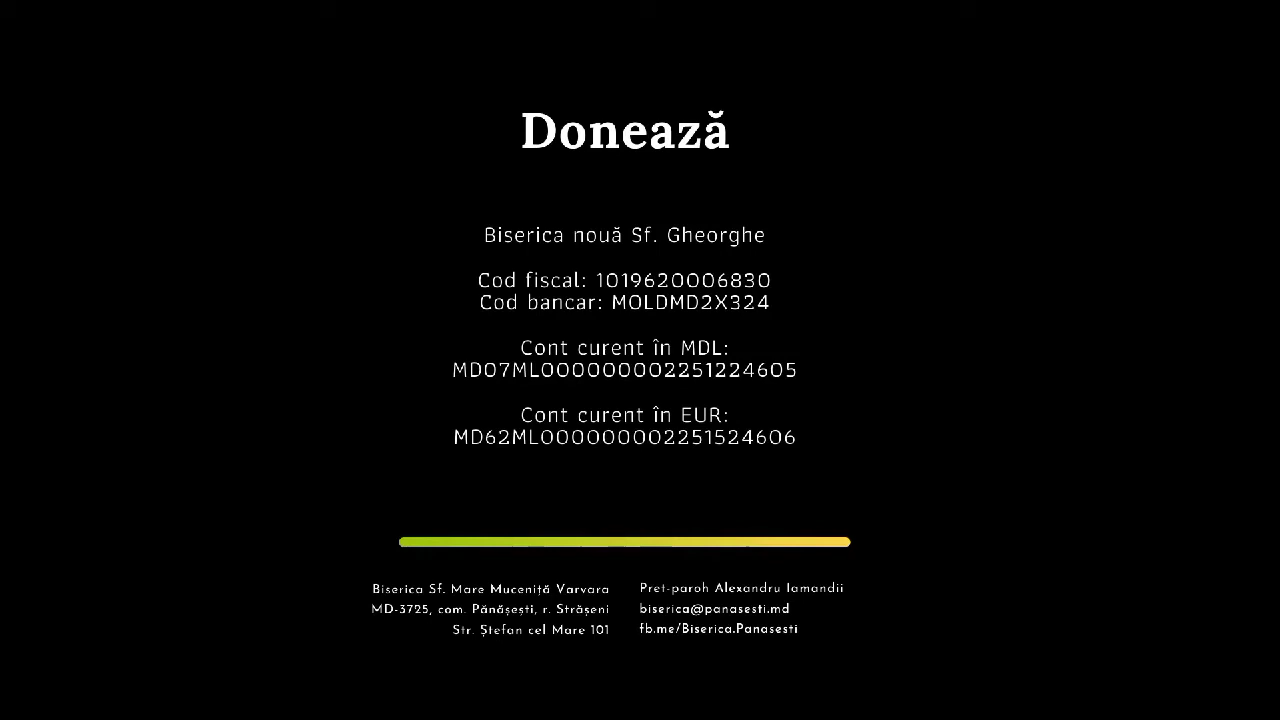 Donează
Biserica nouă Sf. Gheorghe
Cod fiscal: 1019620006830
Cod bancar: MOLDMD2X324
Cont curent în MDL:
MD07ML000000002251224605
Cont curent în EUR:
MD62ML000000002251524606
Biserica Sf. Mare Muceniță Varvara
MD-3725, com. Pănășești, r. Strășeni
Str. Ștefan cel Mare 101
Pret-paroh Alexandru Iamandii
biserica@panasesti.md
fb.me/Biserica.Panasesti